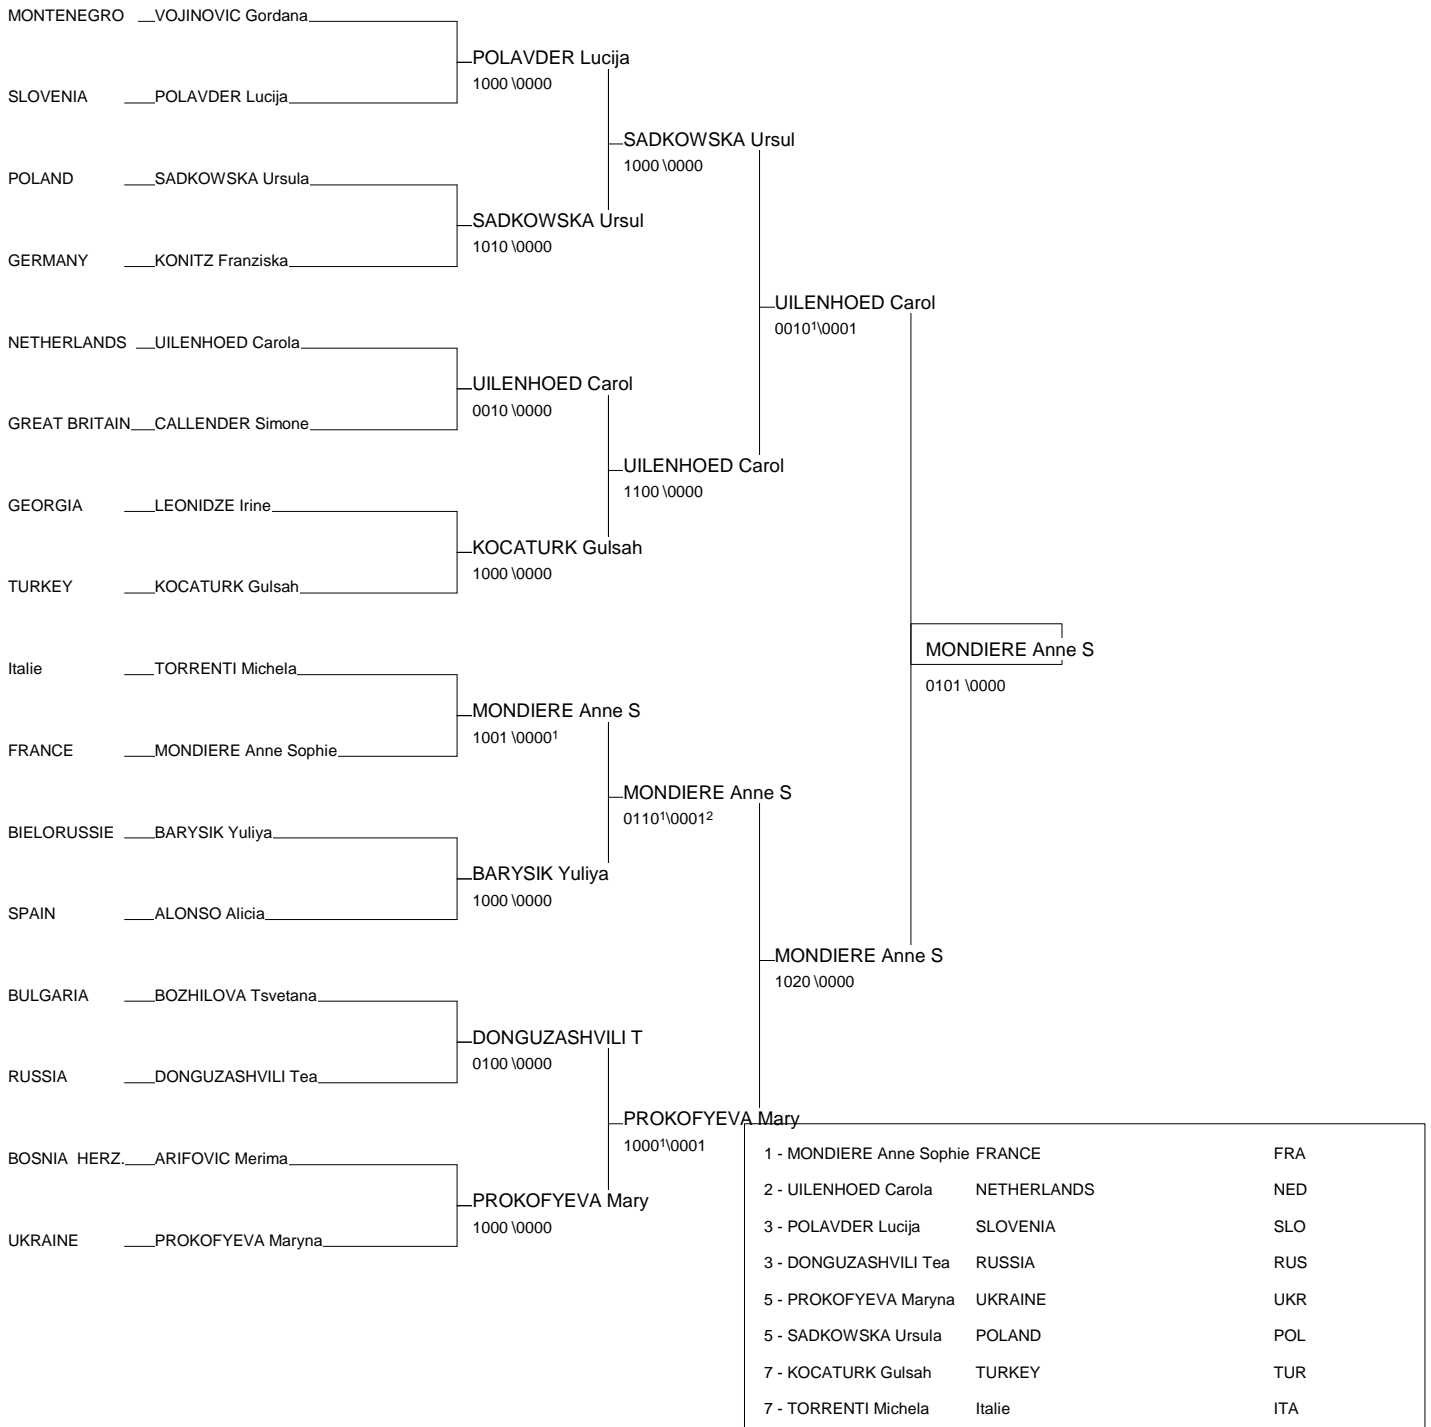 MONTENEGRO VOJINOVIC Gordana
POLAVDER Lucija
1000 \0000
SLOVENIA POLAVDER Lucija
SADKOWSKA Ursul
1000 \0000
POLAND SADKOWSKA Ursula
SADKOWSKA Ursul
1010 \0000
GERMANY KONITZ Franziska
UILENHOED Carol
0010¹\0001
NETHERLANDS UILENHOED Carola
UILENHOED Carol
0010 \0000
GREAT BRITAIN CALLENDER Simone
UILENHOED Carol
1100 \0000
GEORGIA LEONIDZE Irine
KOCATURK Gulsah
1000 \0000
TURKEY KOCATURK Gulsah
MONDIERE Anne S
0101 \0000
Italie TORRENTI Michela
MONDIERE Anne S
1001 \0000¹
FRANCE MONDIERE Anne Sophie
MONDIERE Anne S
0110¹\0001²
BIELORUSSIE BARYSIK Yuliya
BARYSIK Yuliya
1000 \0000
SPAIN ALONSO Alicia
MONDIERE Anne S
1020 \0000
BULGARIA BOZHILOVA Tsvetana
DONGUZASHVILI T
0100 \0000
RUSSIA DONGUZASHVILI Tea
PROKOFYEVA Mary
1000¹\0001
BOSNIA HERZ. ARIFOVIC Merima
PROKOFYEVA Mary
1000 \0000
UKRAINE PROKOFYEVA Maryna
1 - MONDIERE Anne Sophie FRANCE FRA
2 - UILENHOED Carola NETHERLANDS NED
3 - POLAVDER Lucija SLOVENIA SLO
3 - DONGUZASHVILI Tea RUSSIA RUS
5 - PROKOFYEVA Maryna UKRAINE UKR
5 - SADKOWSKA Ursula POLAND POL
7 - KOCATURK Gulsah TURKEY TUR
7 - TORRENTI Michela Italie ITA